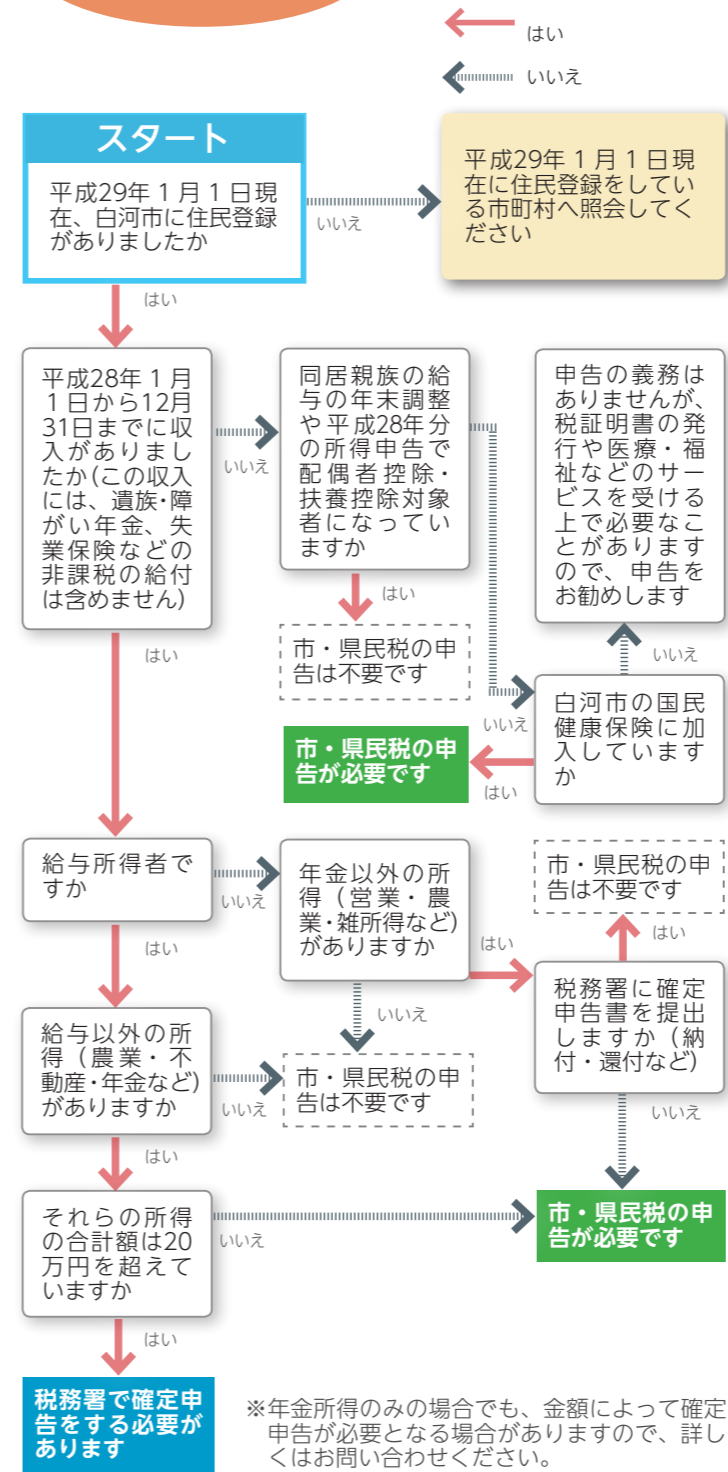 はい
いいえ
スタート
平成29年１月１日現
在、白河市に住民登録
がありましたか
いいえ
平成29年１月１日現
在に住民登録をしてい
る市町村へ照会してく
ださい
はい
平成28年１月
１日から12月
31日までに収
入がありまし
たか(この収入
には、遺族・障
がい年金、失
業保険などの
非課税の給付
は含めません)
いいえ
同居親族の給
与の年末調整
や平成28年分
の所得申告で
配偶者控除・
扶養控除対象
者になってい
ますか
申告の義務は
ありませんが、
税証明書の発
行や医療・福
祉などのサー
ビスを受ける
上で必要なこ
とがあります
ので、申告を
お勧めします
はい
市・県民税の申
告は不要です
いいえ
いいえ
白河市の国民
健康保険に加
入しています
か
はい
市・県民税の申
告が必要です
はい
給与所得者で
すか
いいえ
年金以外の所
得（営業・農
業・雑所得など）
がありますか
はい
市・県民税の申
告は不要です
はい
税務署に確定
申告書を提出
しますか（納
付・還付など）
はい
いいえ
給与以外の所
得（農業・不
動産・年金など）
がありますか
いいえ
市・県民税の申
告は不要です
いいえ
はい
それらの所得
の合計額は20
万円を超えて
いますか
いいえ
市・県民税の申
告が必要です
はい
税務署で確定申
告をする必要が
あります
※年金所得のみの場合でも、金額によって確定
申告が必要となる場合がありますので、詳し
くはお問い合わせください。